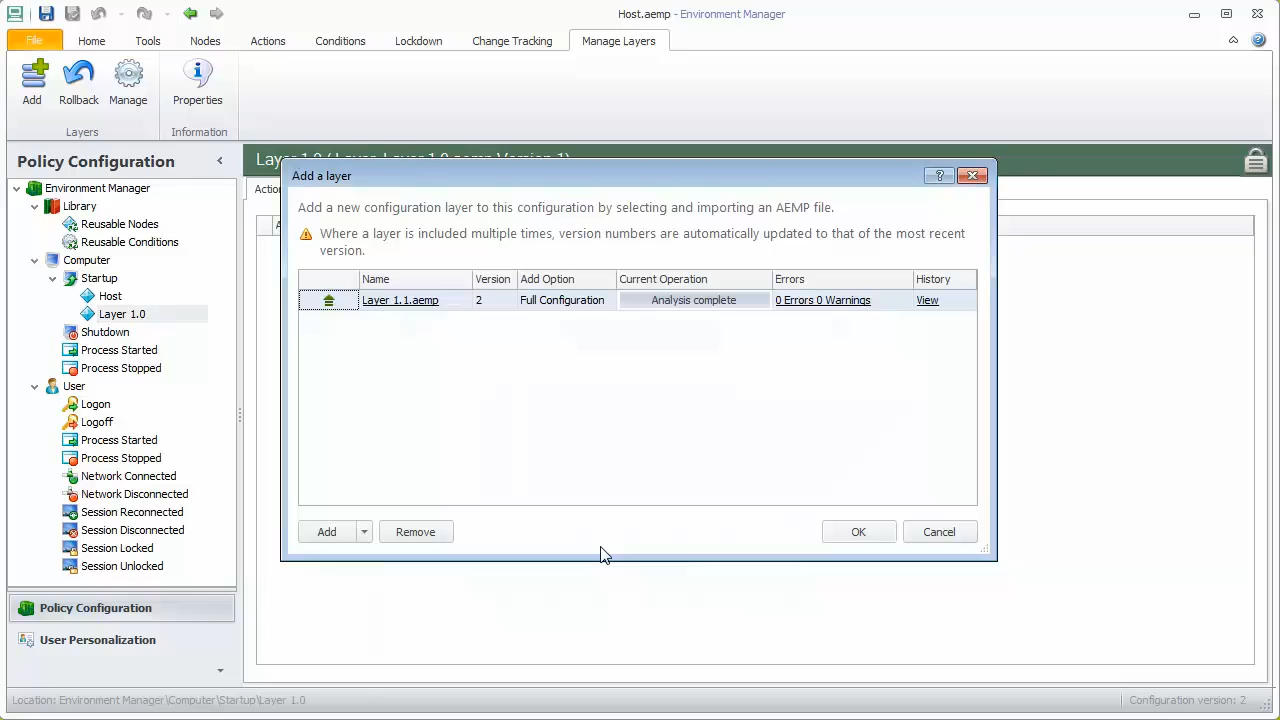 Host.aemp - Environment Manager
File Home Tools Nodes Actions Conditions Lockdown Change Tracking Manage Layers
Add Rollback Manage Properties
Layers Information
Policy Configuration
Environment Manager
Library
Reusable Nodes
Reusable Conditions
Computer
Startup
Host
Layer 1.0
Shutdown
Process Started
Process Stopped
User
Logon
Logoff
Process Started
Process Stopped
Network Connected
Network Disconnected
Session Reconnected
Session Disconnected
Session Locked
Session Unlocked
Policy Configuration
User Personalization
Add a layer
Add a new configuration layer to this configuration by selecting and importing an AEMP file.
Where a layer is included multiple times, version numbers are automatically updated to that of the most recent
version.
Name Version Add Option Current Operation Errors History
Layer 1.1.aemp 2 Full Configuration Analysis complete 0 Errors 0 Warnings View
Add Remove OK Cancel
Location: Environment Manager\Computer\Startup\Layer 1.0
Configuration version: 2